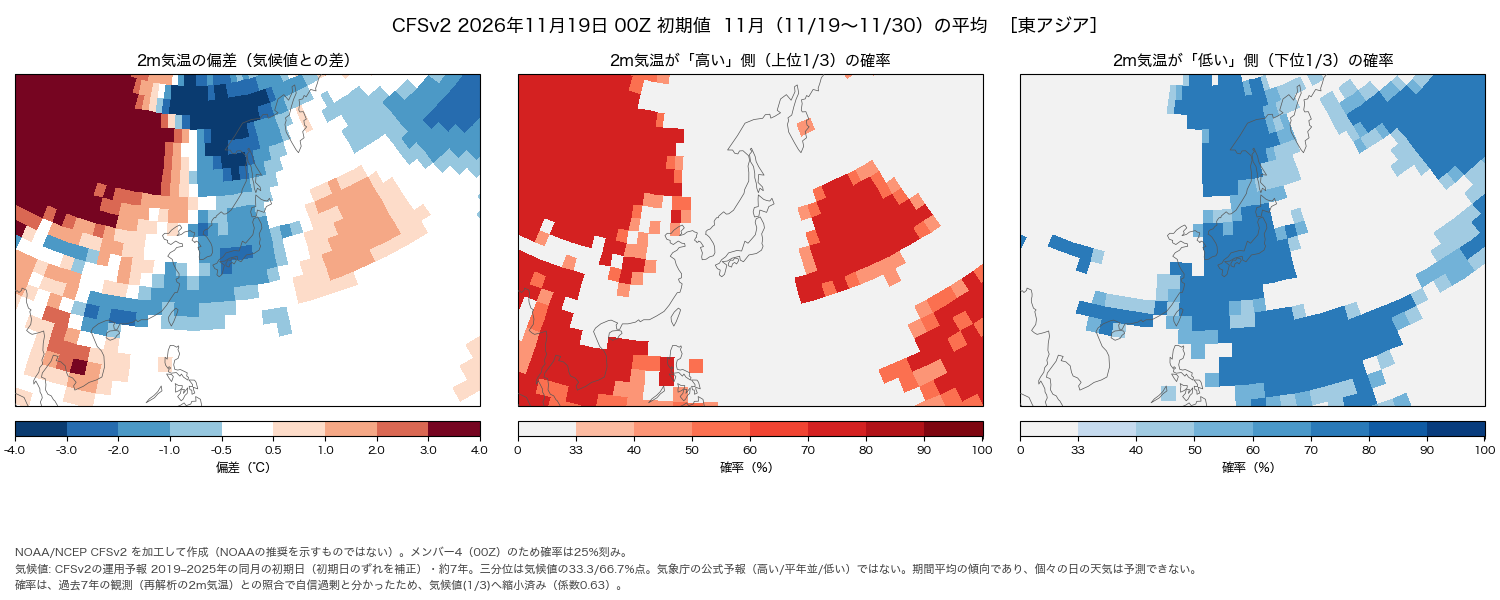 CFSv2 2026年11月19日 00Z 初期値 11月（11/19～11/30）の平均 ［東アジア］
2m気温の偏差（気候値との差）
2m気温が「高い」側（上位1/3）の確率
2m気温が「低い」側（下位1/3）の確率
-4.0 -3.0 -2.0 -1.0 -0.5 0.5 1.0 2.0 3.0 4.0
偏差（℃）
0 33 40 50 60 70 80 90 100
確率（%）
0 33 40 50 60 70 80 90 100
確率（%）
NOAA/NCEP CFSv2 を加工して作成（NOAAの推奨を示すものではない）。メンバー4（00Z）のため確率は25%刻み。
気候値: CFSv2の運用予報 2019–2025年の同月の初期日（初期日のずれを補正）・約7年。三分位は気候値の33.3/66.7%点。気象庁の公式予報（高い/平年並/低い）ではない。期間平均の傾向であり、個々の日の天気は予測できない。
確率は、過去7年の観測（再解析の2m気温）との照合で自信過剰と分かったため、気候値(1/3)へ縮小済み（係数0.63）。